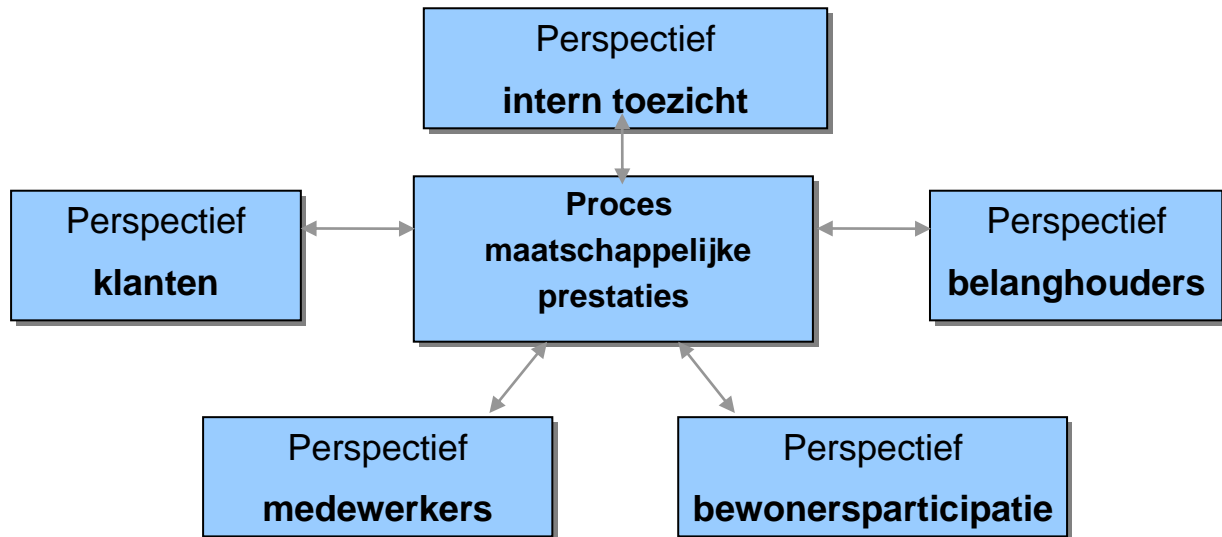 Perspectief
intern toezicht
Perspectief
klanten
Proces
maatschappelijke
prestaties
Perspectief
belanghouders
Perspectief
medewerkers
Perspectief
bewonersparticipatie